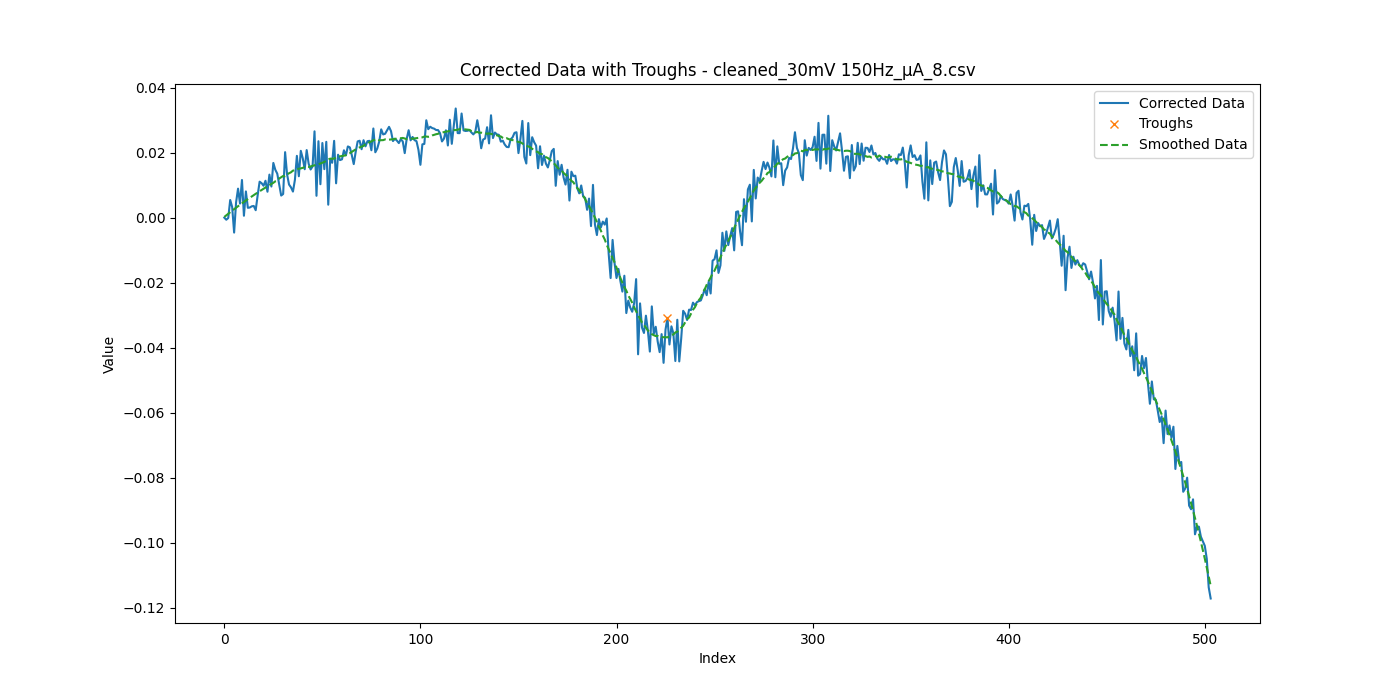 Corrected Data with Troughs - cleaned_30mV 150Hz_μA_8.csv
Corrected Data
Troughs
Smoothed Data
Value
0.04
0.02
0.00
−0.02
−0.04
−0.06
−0.08
−0.10
−0.12
0 100 200 300 400 500
Index